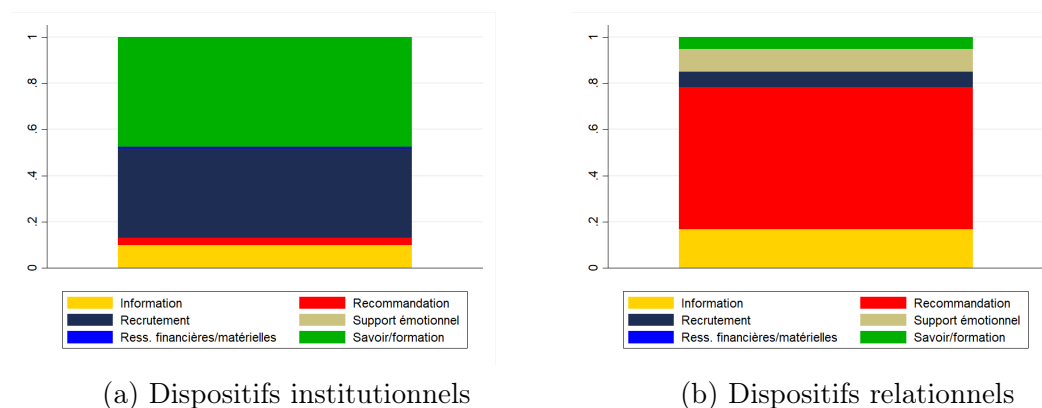 1
.8
.6
.4
.2
0
Information
Recommandation
Recrutement
Support émotionnel
Ress. financières/matérielles
Savoir/formation
(a) Dispositifs institutionnels
1
.8
.6
.4
.2
0
Information
Recommandation
Recrutement
Support émotionnel
Ress. financières/matérielles
Savoir/formation
(b) Dispositifs relationnels